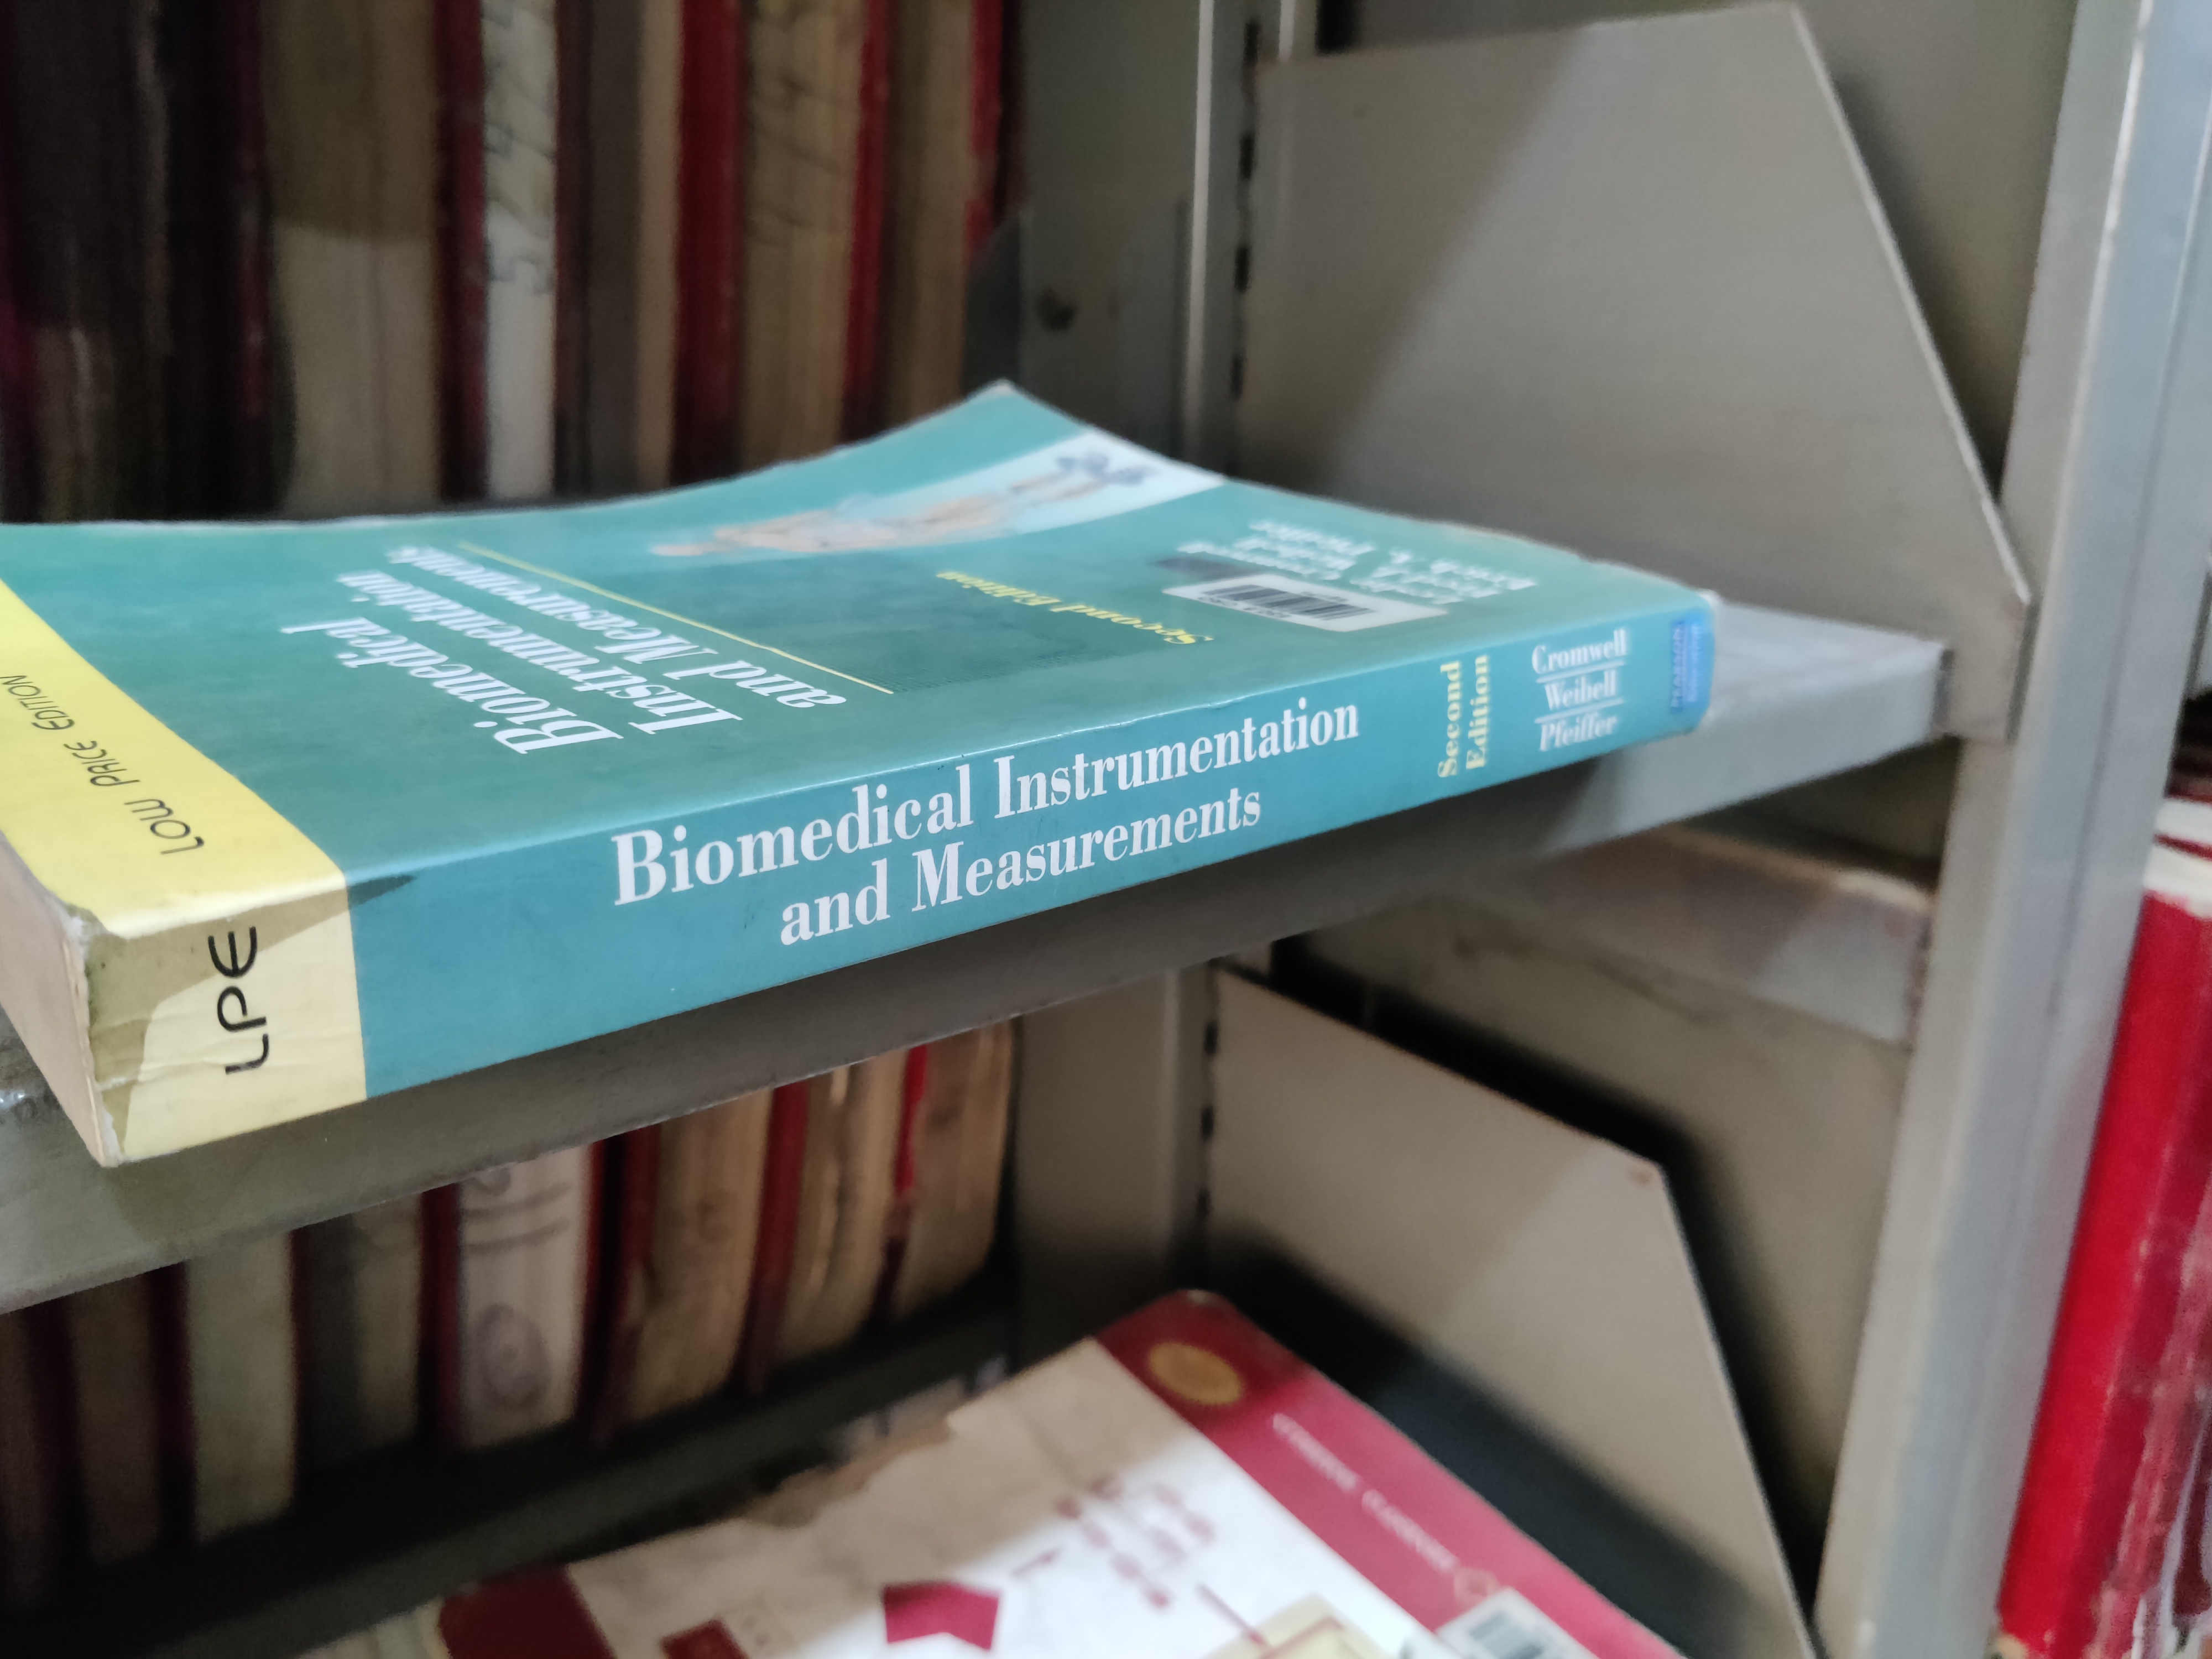 Biomedical
Instrumentation
and Measurements
Second Edition
LOW PRICE EDITION
LPE
Biomedical Instrumentation
and Measurements
Second
Edition
Cromwell
Weibell
Pfeiffer